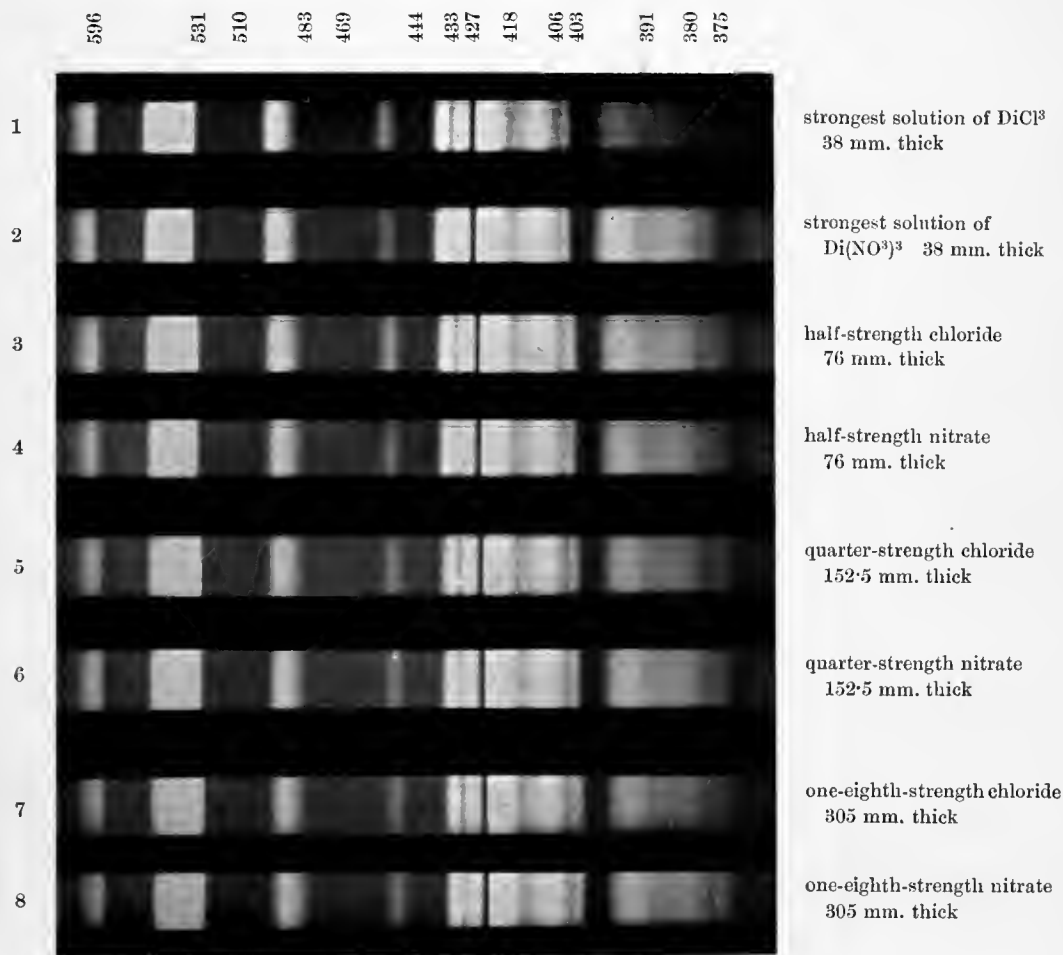 596 531 510 483 469 444 433 427 418 406 403 391 380 375
1
strongest solution of DiCl³
38 mm. thick
2
strongest solution of
Di(NO³)³ 38 mm. thick
3
half-strength chloride
76 mm. thick
4
half-strength nitrate
76 mm. thick
5
quarter-strength chloride
152·5 mm. thick
6
quarter-strength nitrate
152·5 mm. thick
7
one-eighth-strength chloride
305 mm. thick
8
one-eighth-strength nitrate
305 mm. thick